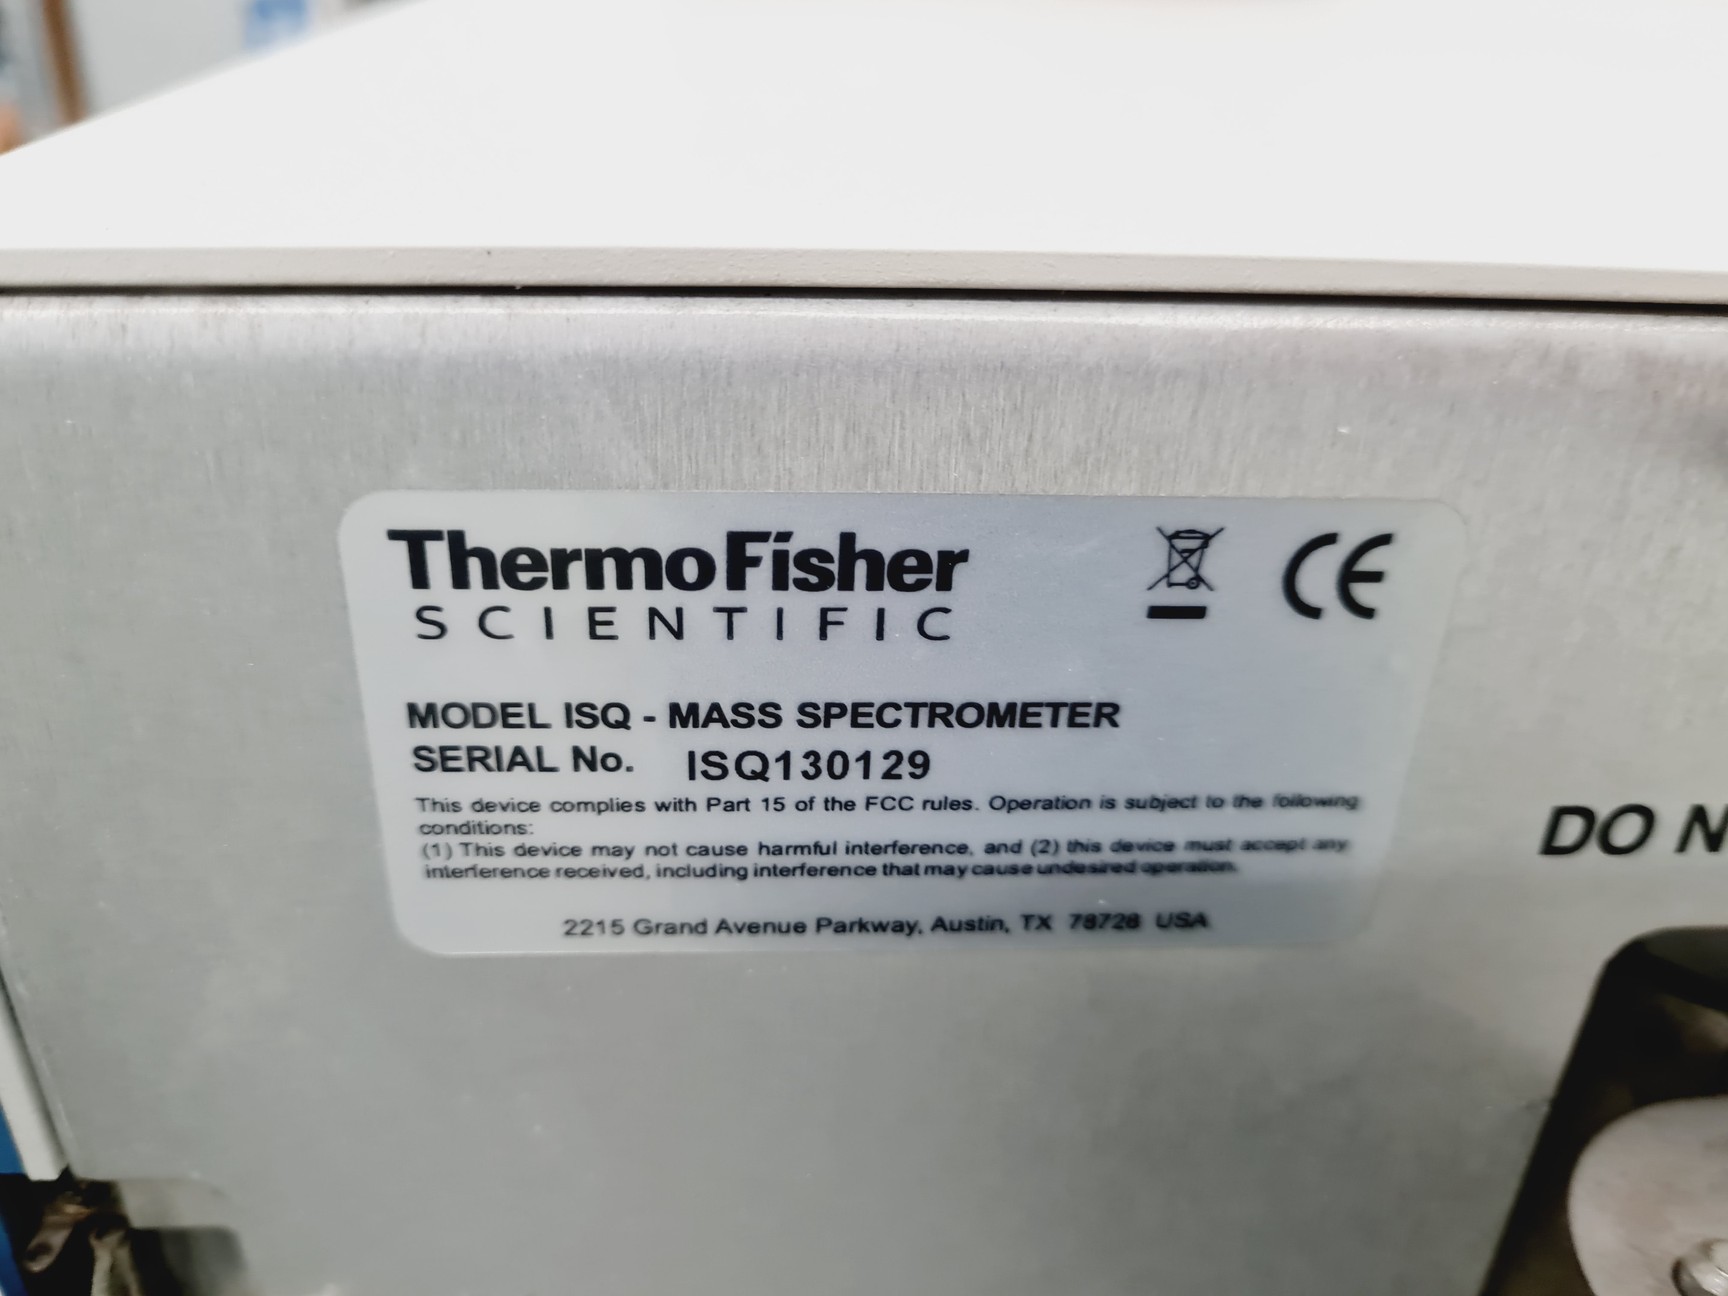 ThermoFisher
SCIENTIFIC
CE
MODEL ISQ - MASS SPECTROMETER
SERIAL No. ISQ130129
This device complies with Part 15 of the FCC rules. Operation is subject to the following
conditions:
(1) This device may not cause harmful interference, and (2) this device must accept any
interference received, including interference that may cause undesired operation.
2215 Grand Avenue Parkway, Austin, TX 78728 USA
DO N